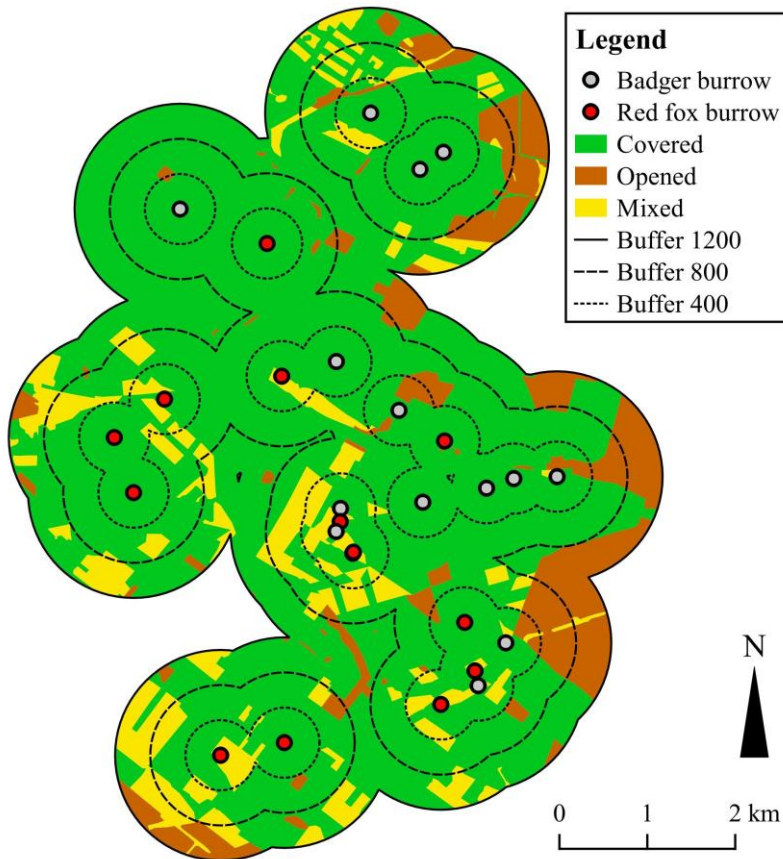 Legend
Badger burrow
Red fox burrow
Covered
Opened
Mixed
Buffer 1200
Buffer 800
Buffer 400
N
0 1 2 km